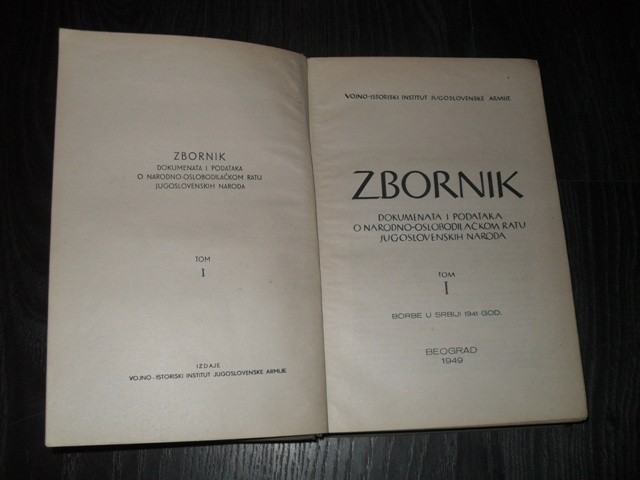 ZBORNIK
DOKUMENATA I PODATAKA
O NARODNO-OSLOBODILAČKOM RATU
JUGOSLOVENSKIH NARODA
TOM
I
IZDAJE
VOJNO-ISTORISKI INSTITUT JUGOSLOVENSKE ARMIJE
VOJNO-ISTORISKI INSTITUT JUGOSLOVENSKE ARMIJE
ZBORNIK
DOKUMENATA I PODATAKA
O NARODNO-OSLOBODILAČKOM RATU
JUGOSLOVENSKIH NARODA
TOM
I
BORBE U SRBIJI 1941 GOD.
BEOGRAD
1949